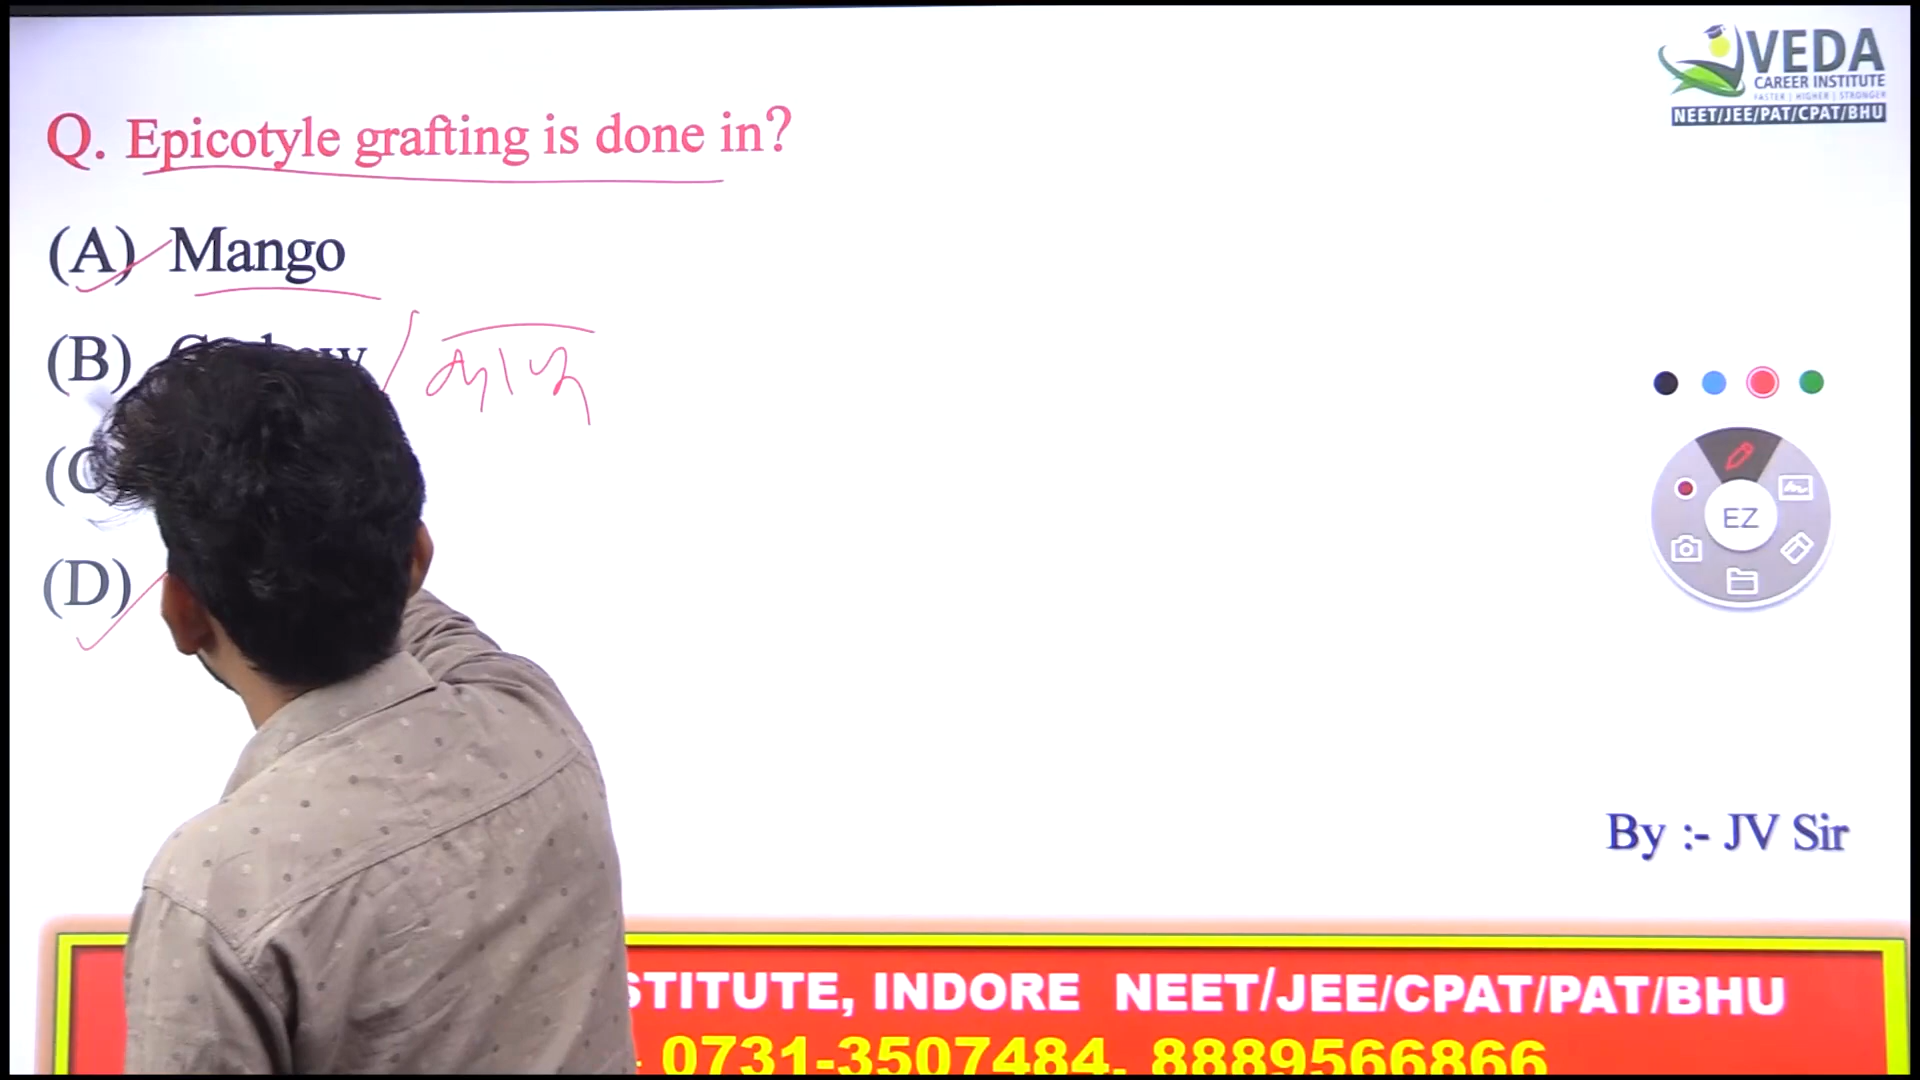 VEDA
CAREER INSTITUTE
FASTER | HIGHER | STRONGER
NEET/JEE/PAT/CPAT/BHU
Q. Epicotyle grafting is done in?
(A) Mango
(B)
(D)
EZ
By :- JV Sir
STITUTE, INDORE NEET/JEE/CPAT/PAT/BHU
0731-3507484, 8889566866